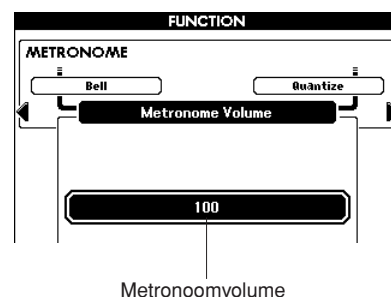 FUNCTION
METRONOME
Bell
Quantize
Metronome Volume
100
Metronoomvolume